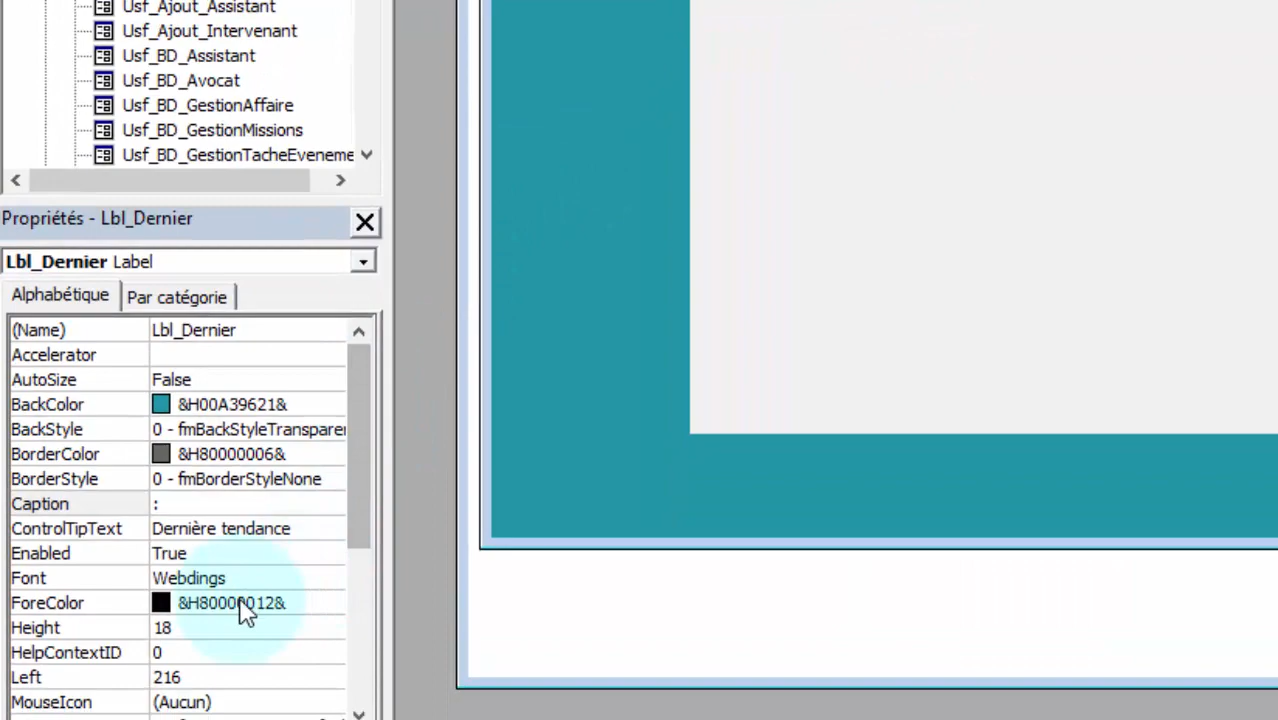 Usf_Ajout_Assistant
Usf_Ajout_Intervenant
Usf_BD_Assistant
Usf_BD_Avocat
Usf_BD_GestionAffaire
Usf_BD_GestionMissions
Usf_BD_GestionTacheEveneme
Propriétés - Lbl_Dernier
Lbl_Dernier Label
Alphabétique Par catégorie
(Name) Lbl_Dernier
Accelerator
AutoSize False
BackColor &H00A39621&
BackStyle 0 - fmBackStyleTransparer
BorderColor &H80000006&
BorderStyle 0 - fmBorderStyleNone
Caption :
ControlTipText Dernière tendance
Enabled True
Font Webdings
ForeColor &H80000012&
Height 18
HelpContextID 0
Left 216
MouseIcon (Aucun)